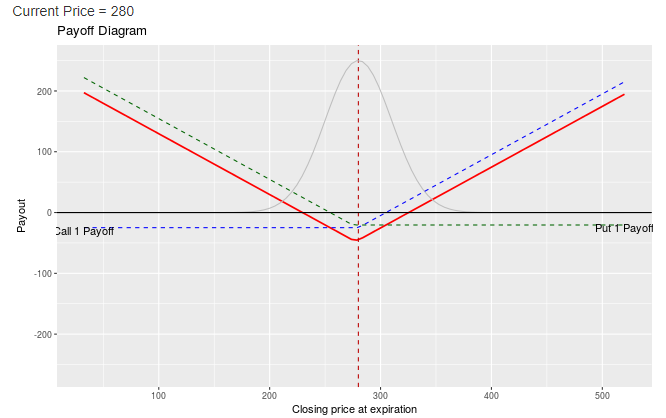 Current Price = 280
Payoff Diagram
200
100
0
-100
-200
Payout
Call 1 Payoff
Put 1 Payoff
100 200 300 400 500
Closing price at expiration